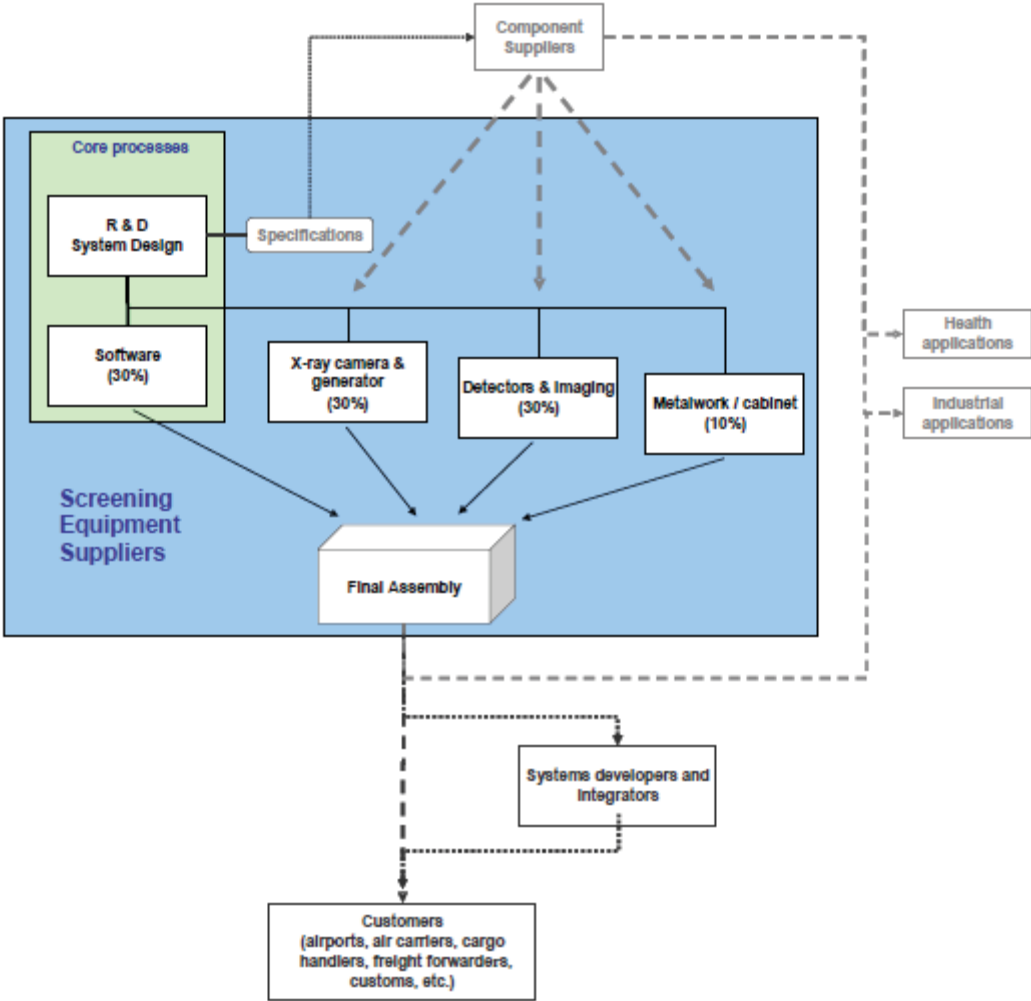 Component
Suppliers
Core processes
R & D
System Design
Specifications
Software
(30%)
X-ray camera &
generator
(30%)
Detectors & Imaging
(30%)
Metalwork / cabinet
(10%)
Health
applications
Industrial
applications
Screening
Equipment
Suppliers
Final Assembly
Systems developers and
Integrators
Customers
(airports, air carriers, cargo
handlers, freight forwarders,
customs, etc.)